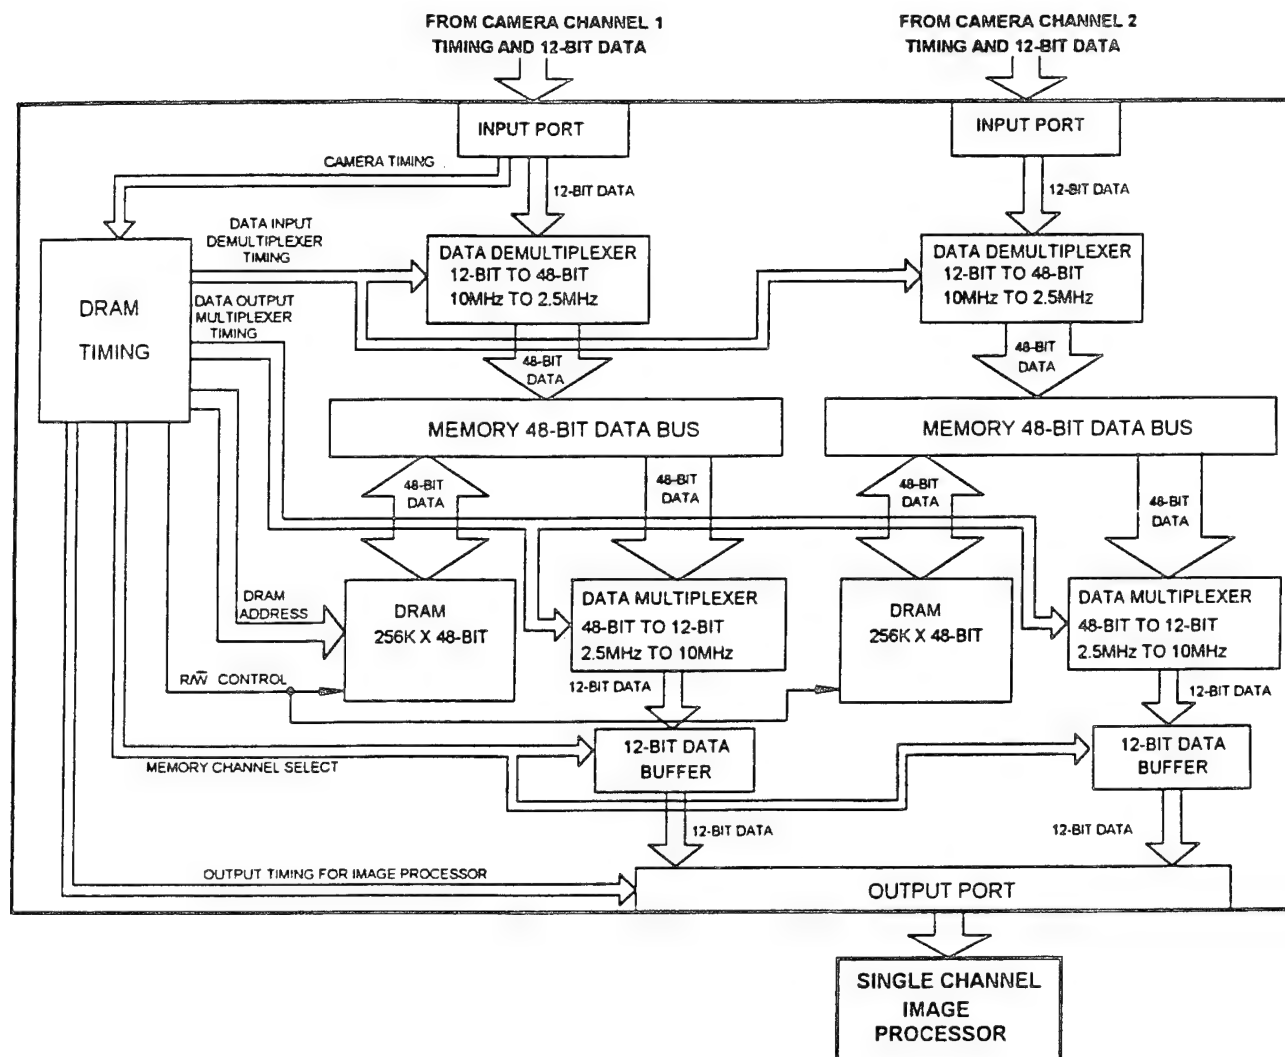 FROM CAMERA CHANNEL 1
TIMING AND 12-BIT DATA
FROM CAMERA CHANNEL 2
TIMING AND 12-BIT DATA
INPUT PORT
INPUT PORT
CAMERA TIMING
12-BIT DATA
12-BIT DATA
DATA INPUT
DEMULTIPLEXER
TIMING
DATA DEMULTIPLEXER
12-BIT TO 48-BIT
10MHz TO 2.5MHz
DATA DEMULTIPLEXER
12-BIT TO 48-BIT
10MHz TO 2.5MHz
DRAM
TIMING
DATA OUTPUT
MULTIPLEXER
TIMING
48-BIT
DATA
48-BIT
DATA
MEMORY 48-BIT DATA BUS
MEMORY 48-BIT DATA BUS
48-BIT
DATA
48-BIT
DATA
48-BIT
DATA
48-BIT
DATA
DRAM
ADDRESS
DRAM
256K X 48-BIT
DATA MULTIPLEXER
48-BIT TO 12-BIT
2.5MHz TO 10MHz
DRAM
256K X 48-BIT
DATA MULTIPLEXER
48-BIT TO 12-BIT
2.5MHz TO 10MHz
R/W̅ CONTROL
12-BIT DATA
12-BIT DATA
12-BIT DATA
BUFFER
12-BIT DATA
BUFFER
MEMORY CHANNEL SELECT
12-BIT DATA
12-BIT DATA
OUTPUT TIMING FOR IMAGE PROCESSOR
OUTPUT PORT
SINGLE CHANNEL
IMAGE
PROCESSOR